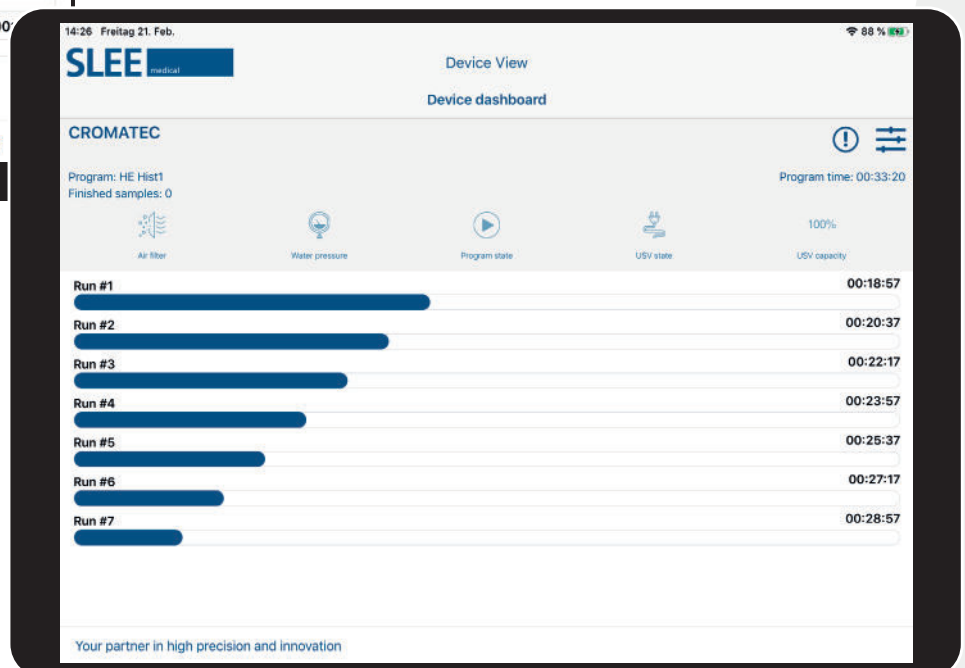 00:
14:26 Freitag 21. Feb.
88 %
SLEE medical
Device View
Device dashboard
CROMATEC
Program: HE Hist1
Program time: 00:33:20
Finished samples: 0
100%
Air filter
Water pressure
Program state
USV state
USV capacity
Run #1
00:18:57
Run #2
00:20:37
Run #3
00:22:17
Run #4
00:23:57
Run #5
00:25:37
Run #6
00:27:17
Run #7
00:28:57
Your partner in high precision and innovation